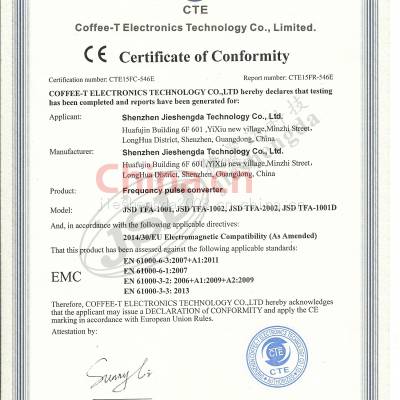 CTE
Coffee-T Electronics Technology Co., Limited.
CE Certificate of Conformity
Certification number: CTE15FC-546E Report number: CTE15FR-546E
COFFEE-T ELECTRONICS TECHNOLOGY CO.,LTD hereby declares that testing
has been completed and reports have been generated for:
Applicant: Shenzhen Jieshengda Technology Co., Ltd.
Huafujin Building 6F 601 ,YiXiu new village,Minzhi Street,
LongHua District, Shenzhen, Guangdong, China
Manufacturer: Shenzhen Jieshengda Technology Co., Ltd.
Huafujin Building 6F 601 ,YiXiu new village,Minzhi Street,
LongHua District, Shenzhen, Guangdong, China
Product: Frequency pulse converter
Model: JSD TFA-1001, JSD TFA-1002, JSD TFA-2002, JSD TFA-1001D
And, in accordance with the following applicable directives:
2014/30/EU Electromagnetic Compatibility (As Amended)
That this product has been assessed against the following applicable standards:
EN 61000-6-3:2007+A1:2011
EMC EN 61000-6-1:2007
EN 61000-3-2: 2006+A1:2009+A2:2009
EN 61000-3-3: 2013
Therefore, COFFEE-T ELECTRONICS TECHNOLOGY CO.,LTD hereby acknowledges
that the applicant may issue a DECLARATION of CONFORMITY and apply the CE
marking in accordance with European Union Rules.
Attestation by:
CTE